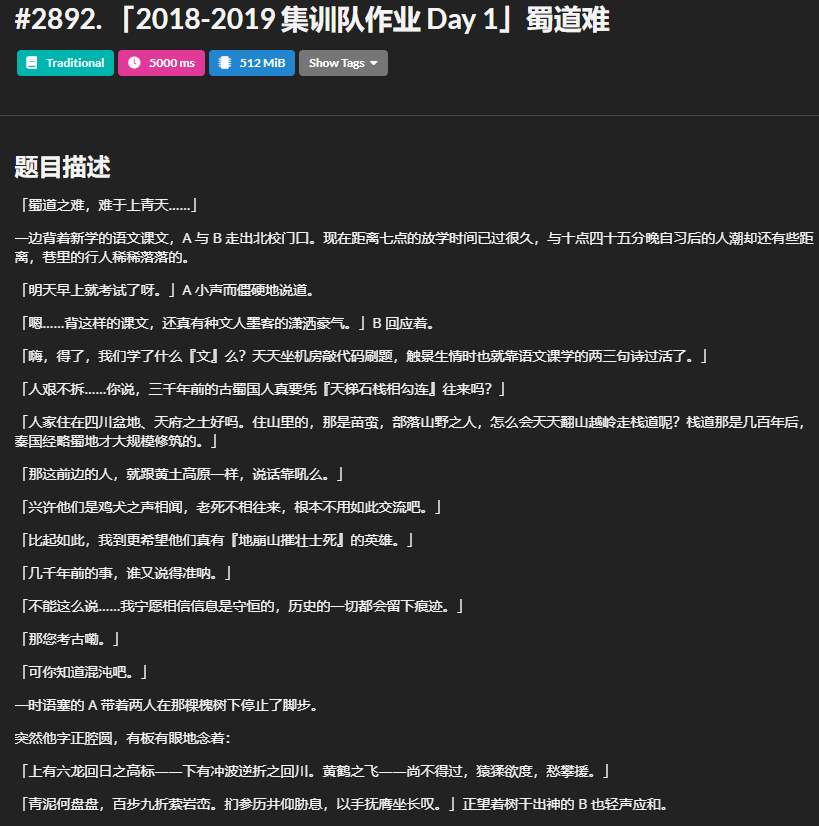 #2892. 「2018-2019 集训队作业 Day 1」蜀道难
Traditional 5000 ms 512 MiB Show Tags
题目描述
「蜀道之难，难于上青天……」
一边背着新学的语文课文，A 与 B 走出北校门口。现在距离七点的放学时间已过很久，与十点四十五分晚自习后的人潮却还有些距
离，巷里的行人稀稀落落的。
「明天早上就考试了呀。」A 小声而僵硬地说道。
「嗯……背这样的课文，还真有种文人墨客的潇洒豪气。」B 回应着。
「嗨，得了，我们学了什么『文』么？天天坐机房敲代码刷题，触景生情时也就靠语文课学的两三句诗过活了。」
「人艰不拆……你说，三千年前的古蜀国人真要凭『天梯石栈相勾连』往来吗？」
「人家住在四川盆地、天府之土好吗。住山里的，那是苗蛮，部落山野之人，怎么会天天翻山越岭走栈道呢？栈道那是几百年后，
秦国经略蜀地才大规模修筑的。」
「那这前边的人，就跟黄土高原一样，说话靠吼么。」
「兴许他们是鸡犬之声相闻，老死不相往来，根本不用如此交流吧。」
「比起如此，我到更希望他们真有『地崩山摧壮士死』的英雄。」
「几千年前的事，谁又说得准呐。」
「不能这么说……我宁愿相信信息是守恒的，历史的一切都会留下痕迹。」
「那您考古嘞。」
「可你知道混沌吧。」
一时语塞的 A 带着两人在那棵槐树下停止了脚步。
突然他字正腔圆，有板有眼地念着：
「上有六龙回日之高标——下有冲波逆折之回川。黄鹤之飞——尚不得过，猿猱欲度，愁攀援。」
「青泥何盘盘，百步九折萦岩峦。扪参历井仰胁息，以手抚膺坐长叹。」正望着树干出神的 B 也轻声应和。